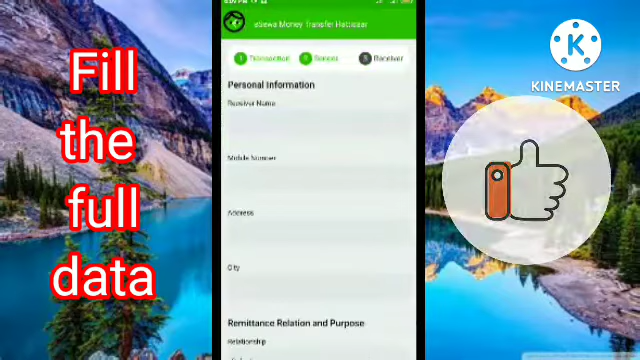 Fill
the
full
data
eSewa Money Transfer Hattisar
1 Transaction
2 Sender
3 Receiver
Personal Information
Receiver Name
Mobile Number
Address
City
Remittance Relation and Purpose
Relationship
KINEMASTER